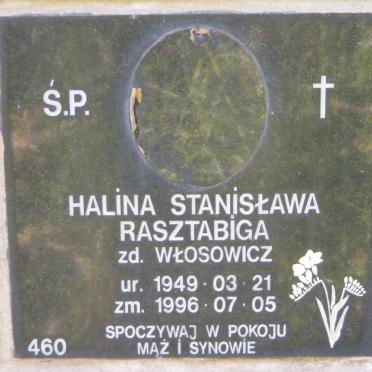 Ś.P.
HALINA STANISŁAWA
RASZTABIGA
zd. WŁOSOWICZ
ur. 1949 · 03 · 21
zm. 1996 · 07 · 05
SPOCZYWAJ W POKOJU
MĄŻ I SYNOWIE
460